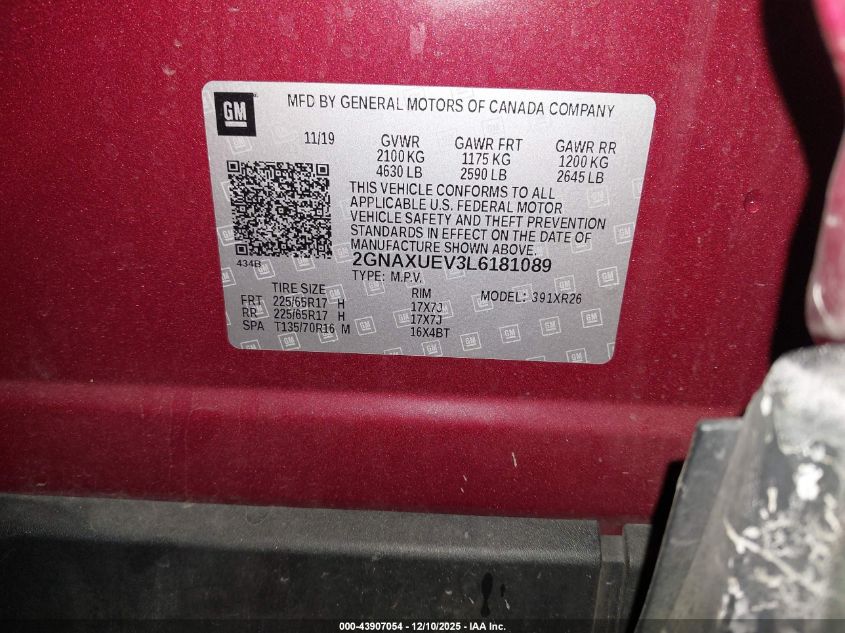 GM
MFD BY GENERAL MOTORS OF CANADA COMPANY
11/19 GVWR GAWR FRT GAWR RR
2100 KG 1175 KG 1200 KG
4630 LB 2590 LB 2645 LB
THIS VEHICLE CONFORMS TO ALL
APPLICABLE U.S. FEDERAL MOTOR
VEHICLE SAFETY AND THEFT PREVENTION
STANDARDS IN EFFECT ON THE DATE OF
MANUFACTURE SHOWN ABOVE.
434B 2GNAXUEV3L6181089
TYPE: M.P.V.
TIRE SIZE RIM MODEL: 391XR26
FRT 225/65R17 H 17X7J
RR 225/65R17 H 17X7J
SPA T135/70R16 M 16X4BT
000-43907054 - 12/10/2025 - IAA Inc.